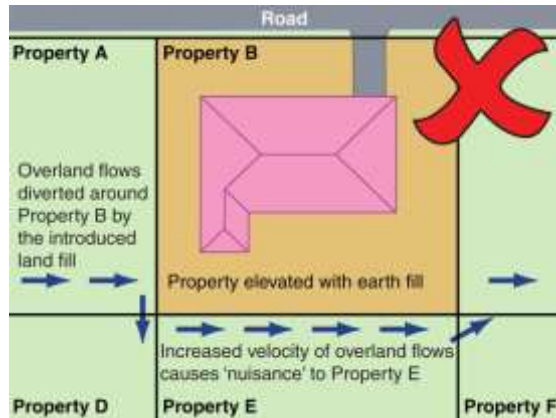 Road
Property A
Property B
Overland flows
diverted around
Property B by
the introduced
land fill
Property elevated with earth fill
Increased velocity of overland flows
causes 'nuisance' to Property E
Property D
Property E
Property F